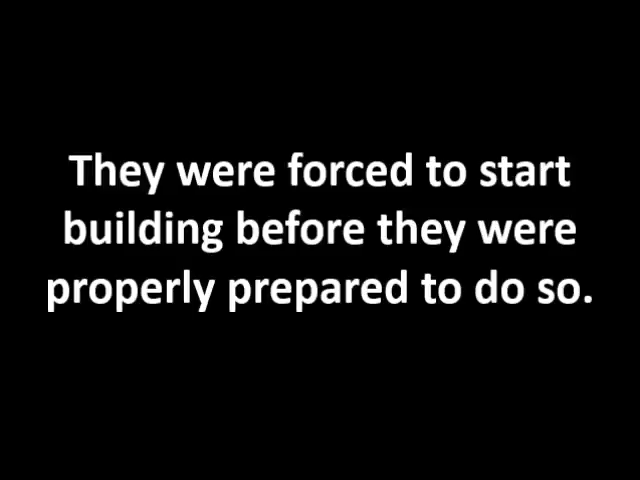 They were forced to start
building before they were
properly prepared to do so.